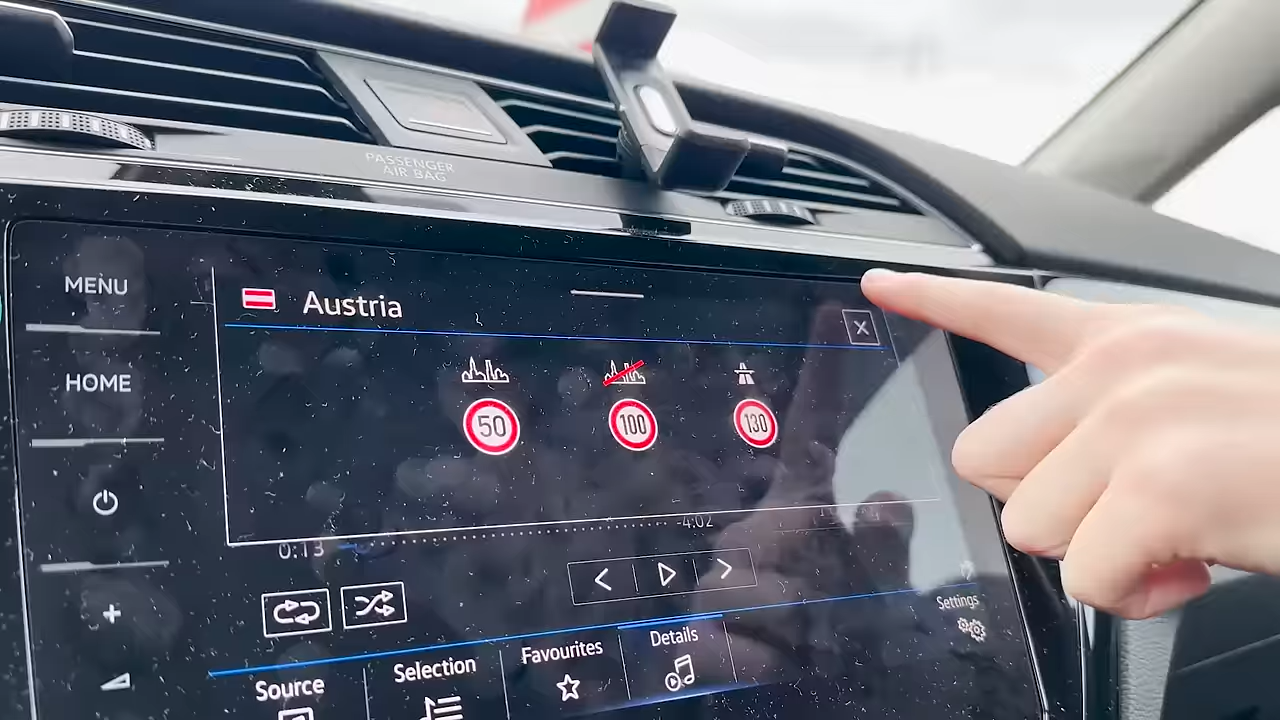 PASSENGER
AIR BAG
MENU
HOME
Austria
50
100
130
0:13
-4:02
Source
Selection
Favourites
Details
Settings